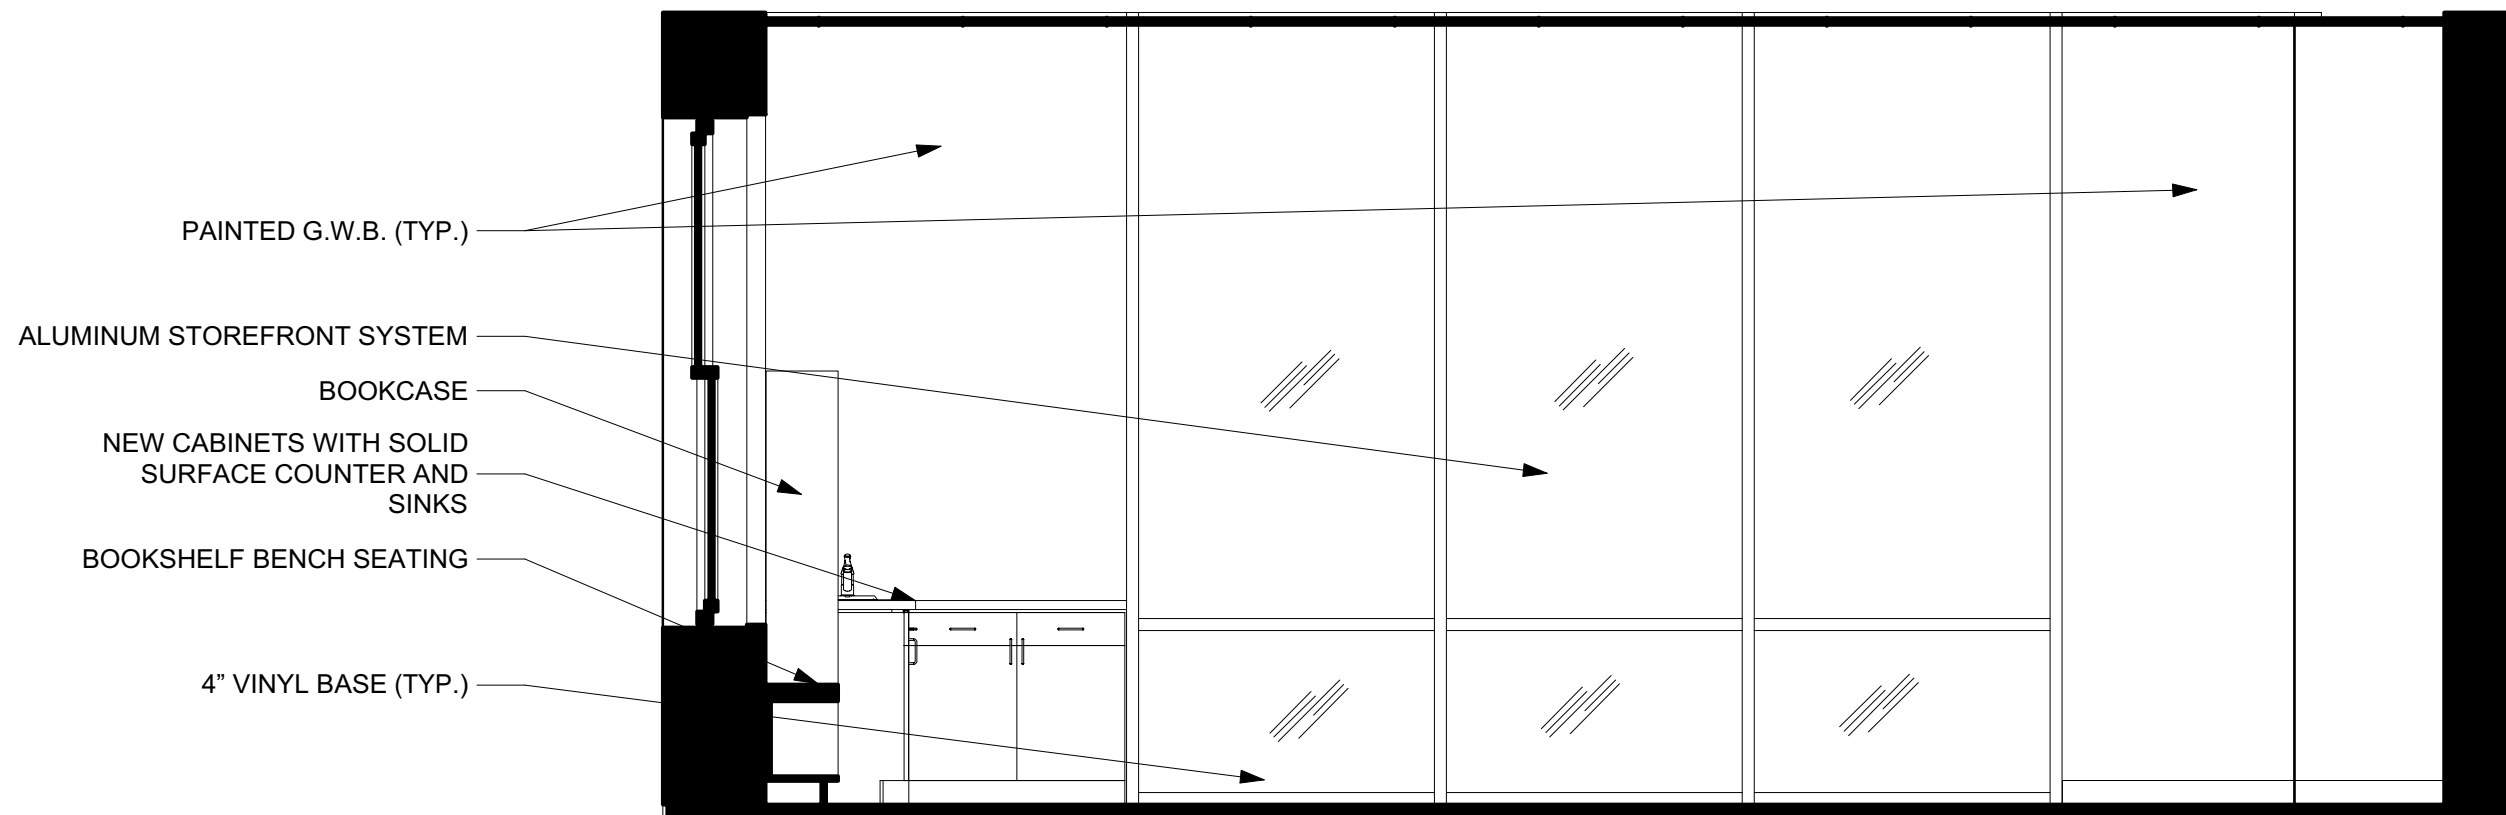 PAINTED G.W.B. (TYP.)
ALUMINUM STOREFRONT SYSTEM
BOOKCASE
NEW CABINETS WITH SOLID
SURFACE COUNTER AND
SINKS
BOOKSHELF BENCH SEATING
4” VINYL BASE (TYP.)